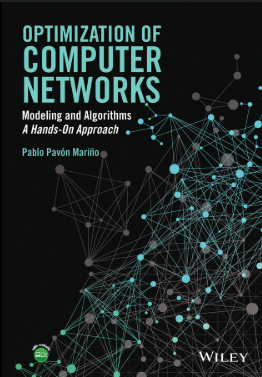 OPTIMIZATION OF
COMPUTER
NETWORKS
Modeling and Algorithms
A Hands-On Approach
Pablo Pavón Mariño
WILEY